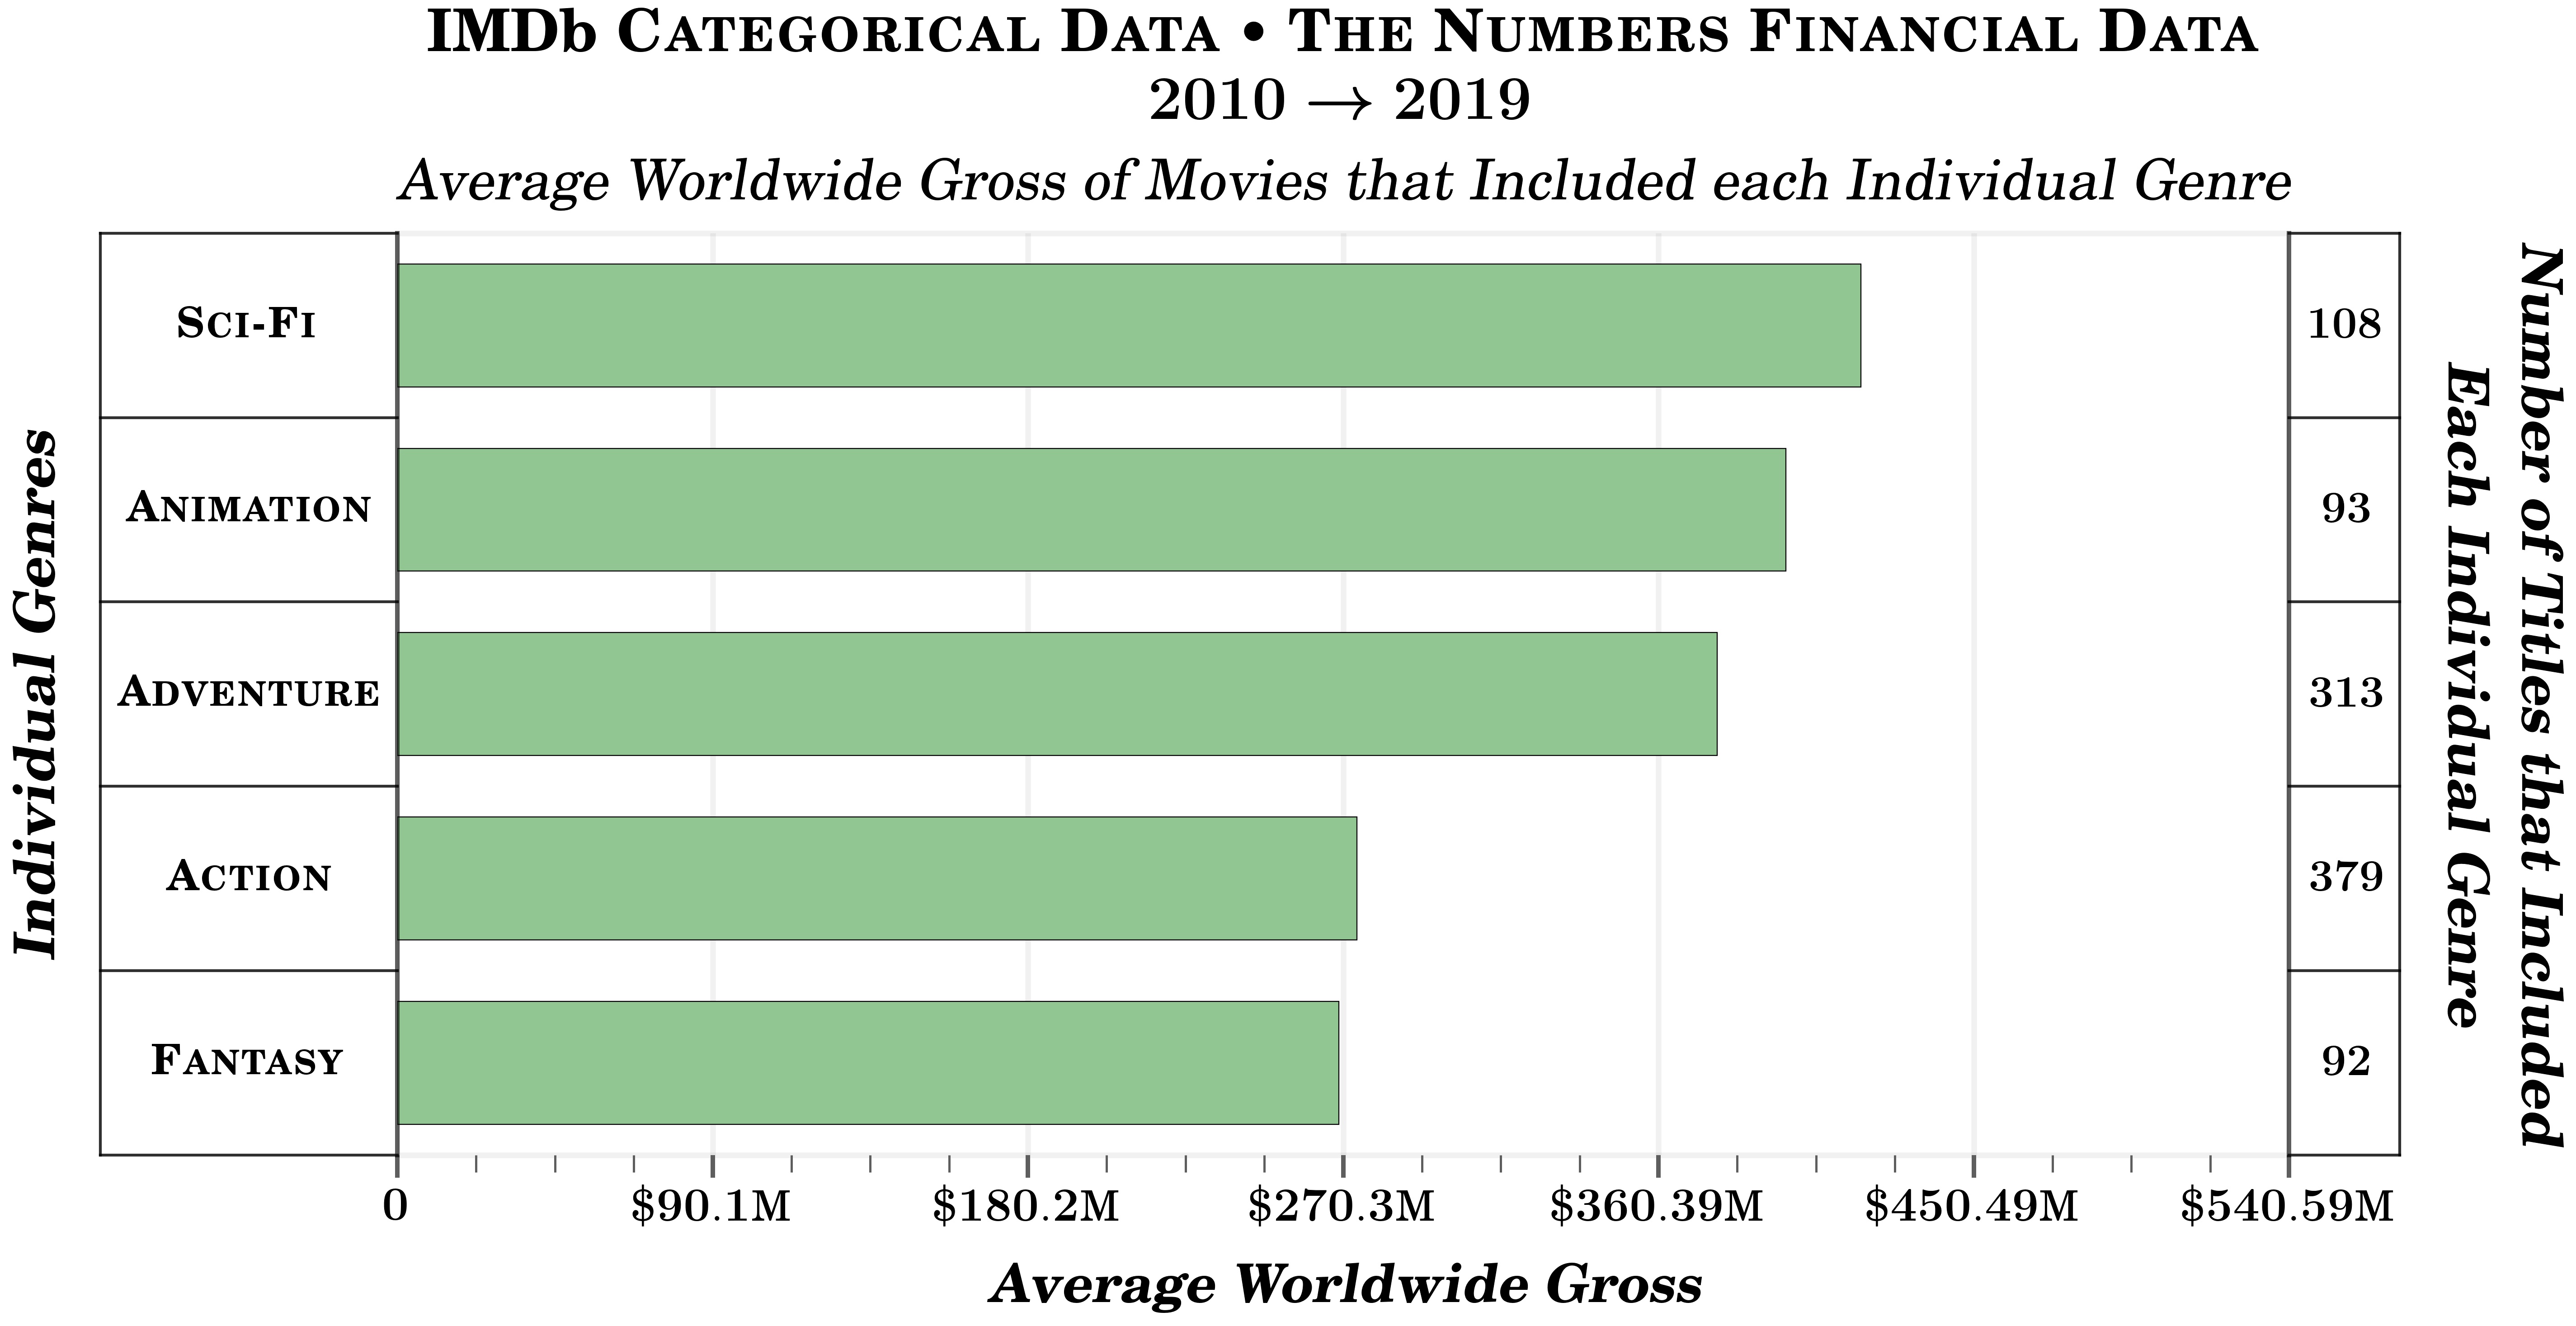 IMDb CATEGORICAL DATA • THE NUMBERS FINANCIAL DATA
2010 → 2019
Average Worldwide Gross of Movies that Included each Individual Genre
Individual Genres
SCI-FI
108
ANIMATION
93
ADVENTURE
313
ACTION
379
FANTASY
92
Number of Titles that Included
Each Individual Genre
0 $90.1M $180.2M $270.3M $360.39M $450.49M $540.59M
Average Worldwide Gross